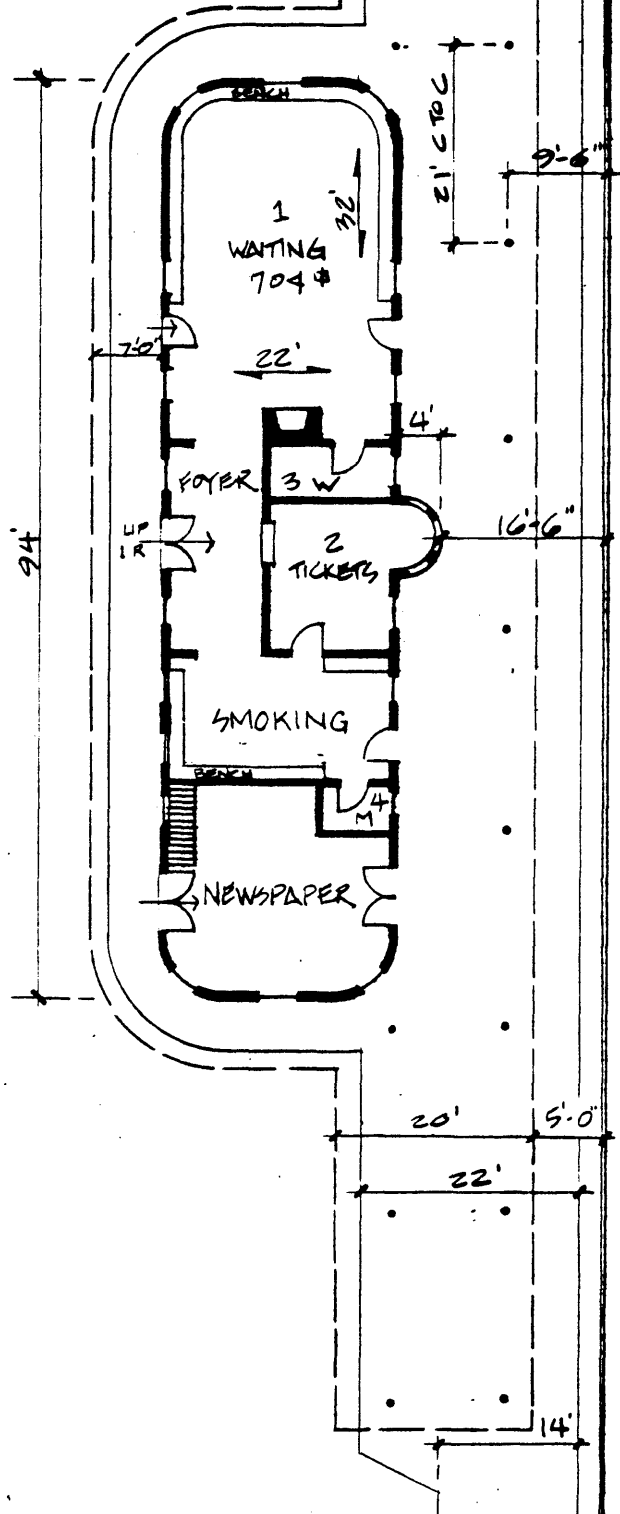 BENCH
21' C TO C
9'-6"
1
WAITING
704 ⌗
32'
7'-0"
22'
4'
FOYER
3 W
UP
1R
2
TICKETS
16'-6"
94'
SMOKING
BENCH
4
M
NEWSPAPER
20'
5'-0"
22'
14'